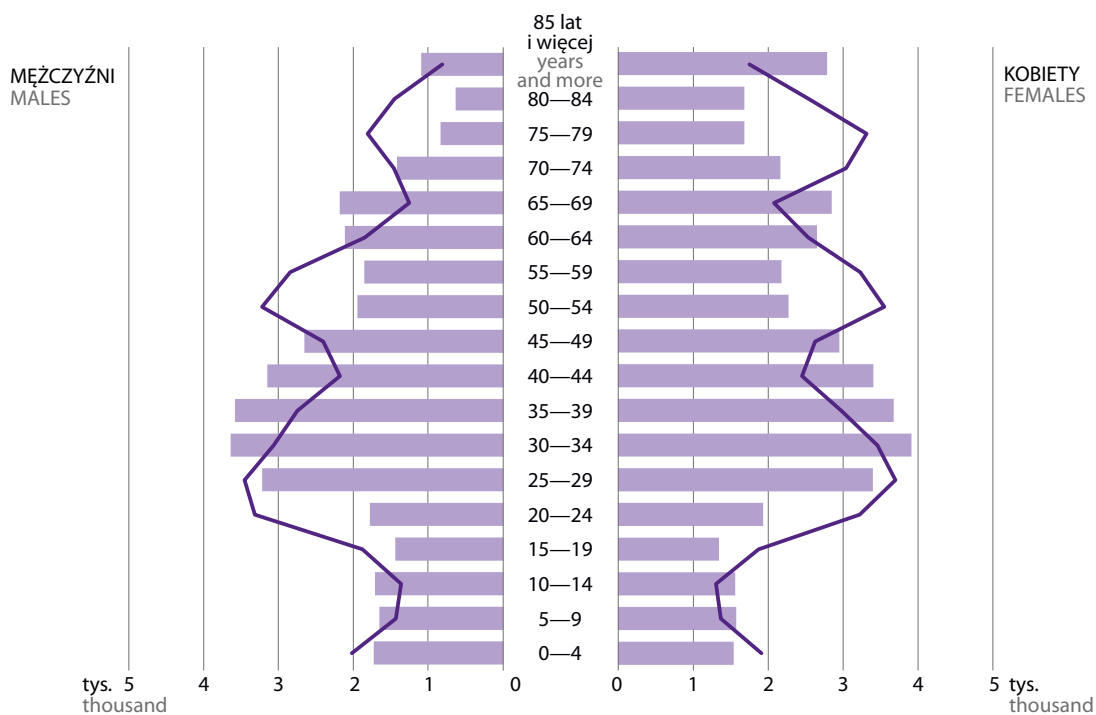 85 lat
i więcej
years
and more
MĘŻCZYŹNI
MALES
KOBIETY
FEMALES
80—84
75—79
70—74
65—69
60—64
55—59
50—54
45—49
40—44
35—39
30—34
25—29
20—24
15—19
10—14
5—9
0—4
tys. 5 4 3 2 1 0 0 1 2 3 4 5 tys.
thousand thousand